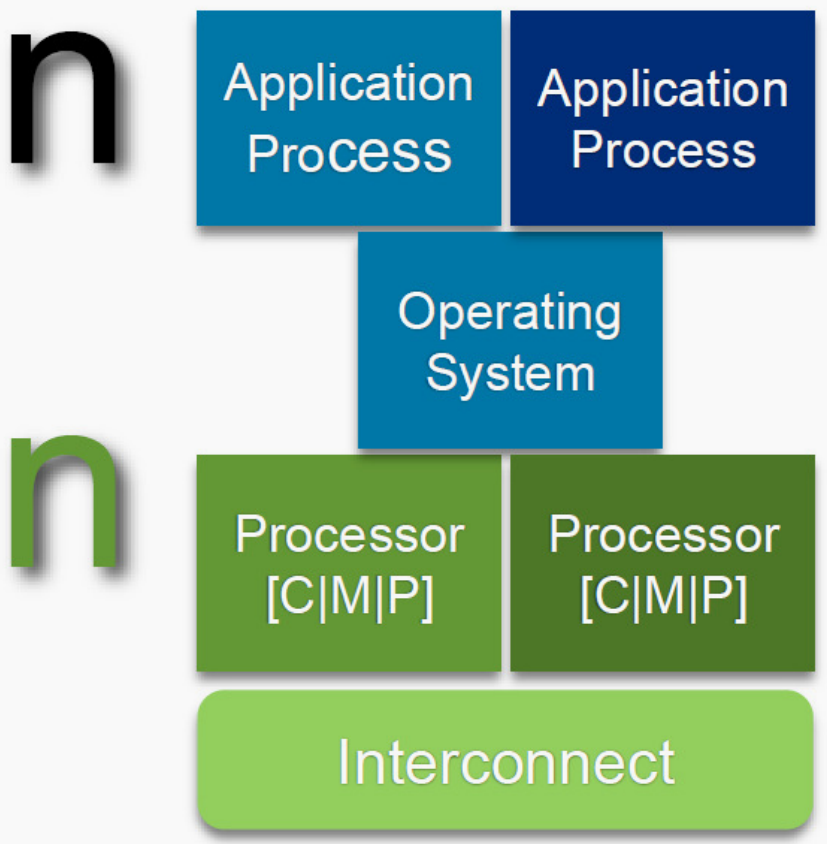 n
Application
Process
Application
Process
Operating
System
n
Processor
[C|M|P]
Processor
[C|M|P]
Interconnect